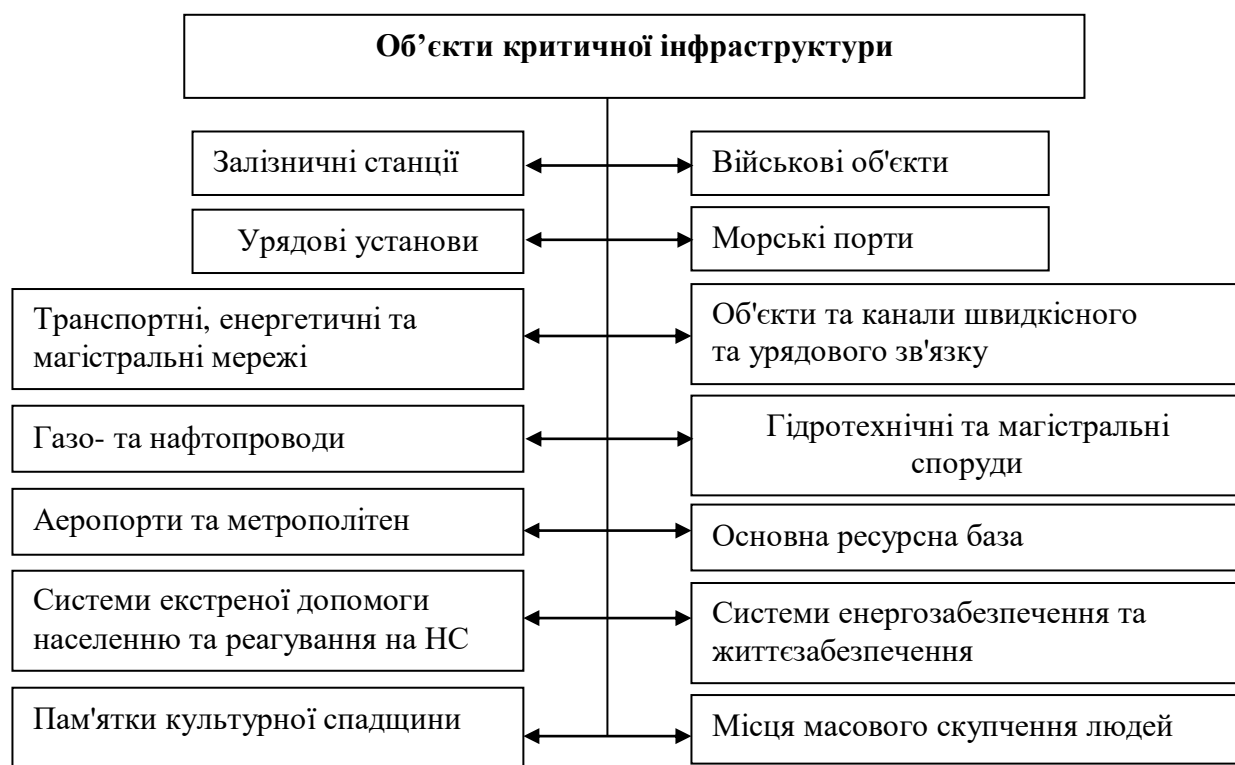 Об’єкти критичної інфраструктури
Залізничні станції
Військові об'єкти
Урядові установи
Морські порти
Транспортні, енергетичні та
магістральні мережі
Об'єкти та канали швидкісного
та урядового зв'язку
Газо- та нафтопроводи
Гідротехнічні та магістральні
споруди
Аеропорти та метрополітен
Основна ресурсна база
Системи екстреної допомоги
населенню та реагування на НС
Системи енергозабезпечення та
життєзабезпечення
Пам'ятки культурної спадщини
Місця масового скупчення людей